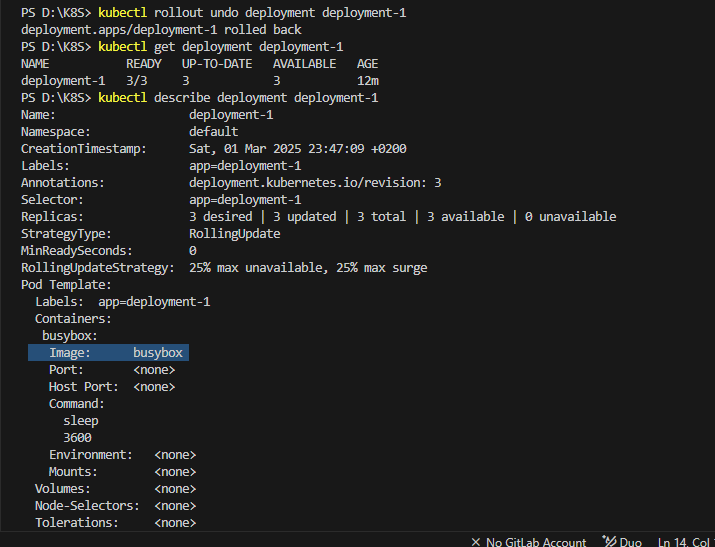 PS D:\K8S> kubectl rollout undo deployment deployment-1
deployment.apps/deployment-1 rolled back
PS D:\K8S> kubectl get deployment deployment-1
NAME           READY   UP-TO-DATE   AVAILABLE   AGE
deployment-1   3/3     3            3           12m
PS D:\K8S> kubectl describe deployment deployment-1
Name:                   deployment-1
Namespace:              default
CreationTimestamp:      Sat, 01 Mar 2025 23:47:09 +0200
Labels:                 app=deployment-1
Annotations:            deployment.kubernetes.io/revision: 3
Selector:               app=deployment-1
Replicas:               3 desired | 3 updated | 3 total | 3 available | 0 unavailable
StrategyType:           RollingUpdate
MinReadySeconds:        0
RollingUpdateStrategy:  25% max unavailable, 25% max surge
Pod Template:
  Labels:  app=deployment-1
  Containers:
   busybox:
    Image:      busybox
    Port:       <none>
    Host Port:  <none>
    Command:
      sleep
      3600
    Environment:   <none>
    Mounts:        <none>
  Volumes:         <none>
  Node-Selectors:  <none>
  Tolerations:     <none>
No GitLab Account Duo Ln 14, Col